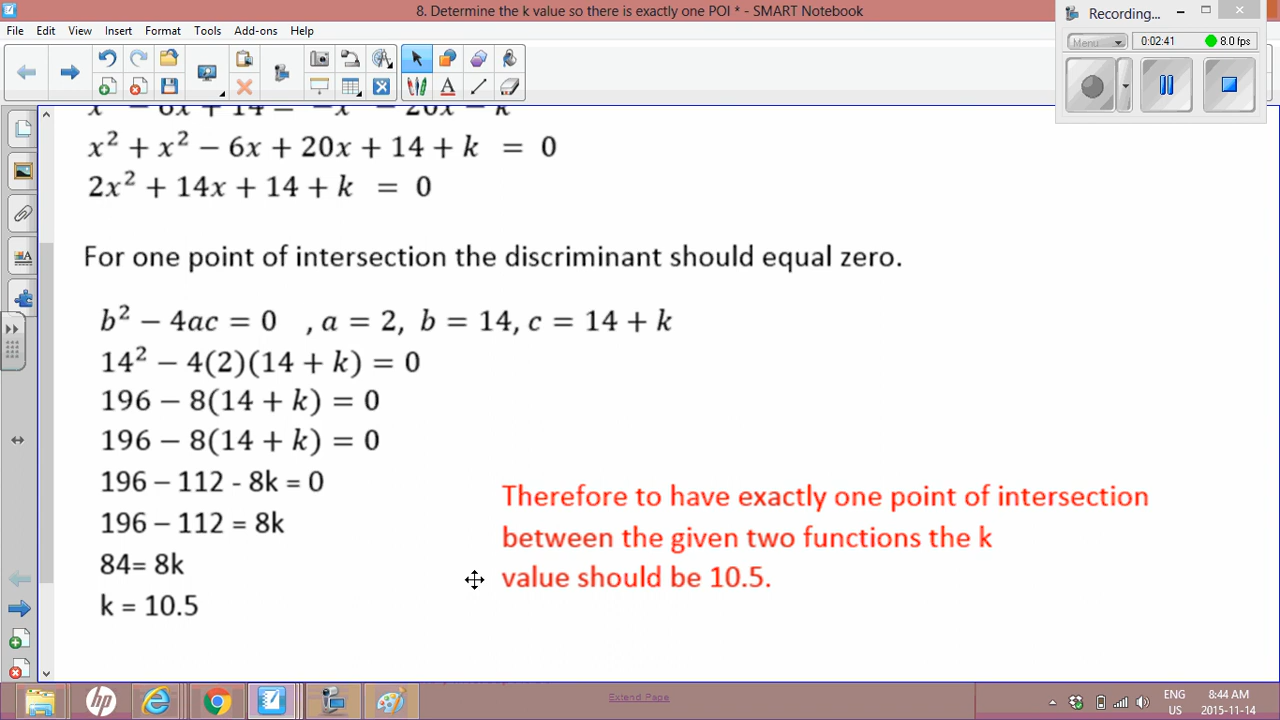 8. Determine the k value so there is exactly one POI * - SMART Notebook
Recording...
File Edit View Insert Format Tools Add-ons Help
Menu
0:02:41
8.0 fps
x² + x² − 6x + 20x + 14 + k = 0
2x² + 14x + 14 + k = 0
For one point of intersection the discriminant should equal zero.
b² − 4ac = 0 , a = 2, b = 14, c = 14 + k
14² − 4(2)(14 + k) = 0
196 − 8(14 + k) = 0
196 − 8(14 + k) = 0
196 – 112 - 8k = 0
196 – 112 = 8k
84= 8k
k = 10.5
Therefore to have exactly one point of intersection
between the given two functions the k
value should be 10.5.
Extend Page
hp
ENG
US
8:44 AM
2015-11-14